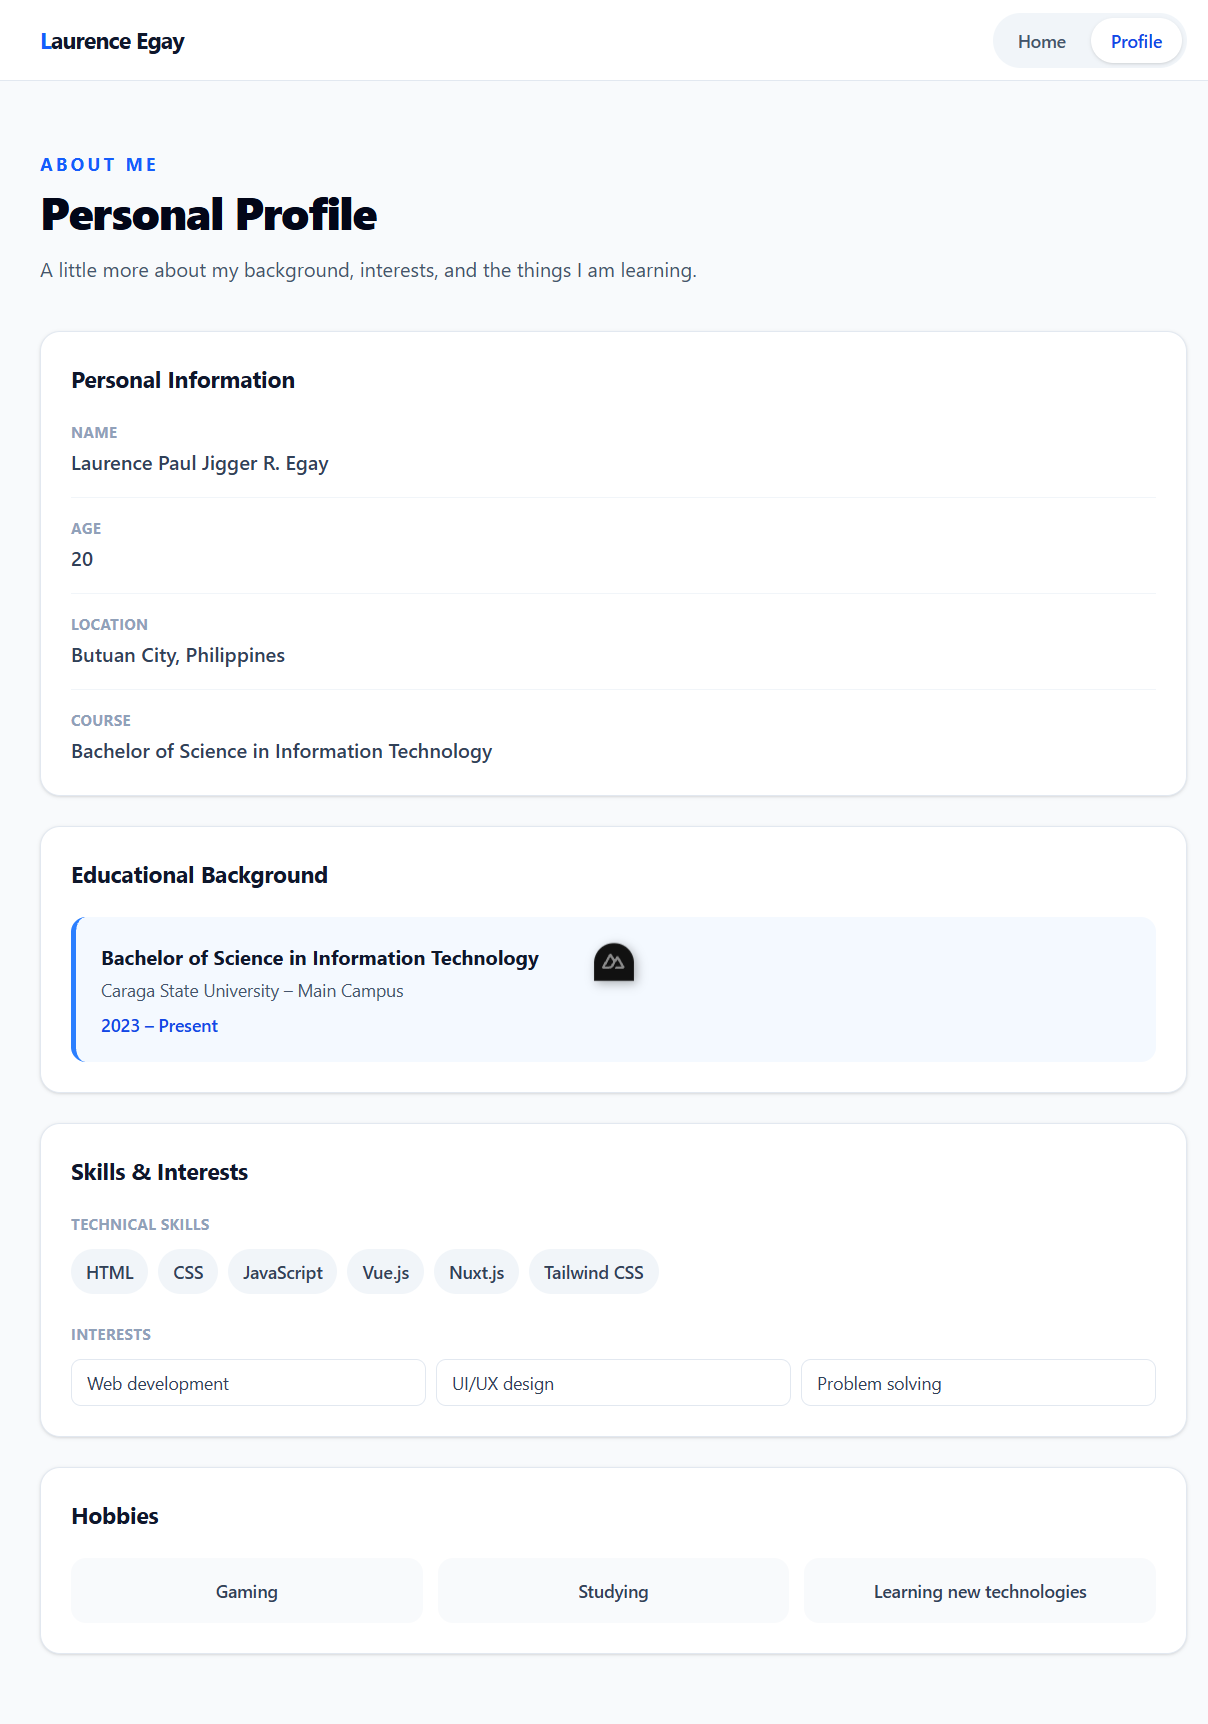 Laurence Egay
Home
Profile
ABOUT ME
Personal Profile
A little more about my background, interests, and the things I am learning.
Personal Information
NAME
Laurence Paul Jigger R. Egay
AGE
20
LOCATION
Butuan City, Philippines
COURSE
Bachelor of Science in Information Technology
Educational Background
Bachelor of Science in Information Technology
Caraga State University – Main Campus
2023 – Present
Skills & Interests
TECHNICAL SKILLS
HTML
CSS
JavaScript
Vue.js
Nuxt.js
Tailwind CSS
INTERESTS
Web development
UI/UX design
Problem solving
Hobbies
Gaming
Studying
Learning new technologies